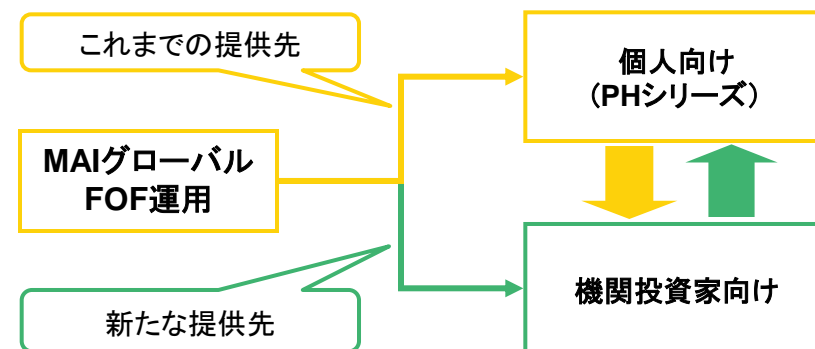 これまでの提供先
個人向け
（PHシリーズ）
MAIグローバル
FOF運用
機関投資家向け
新たな提供先